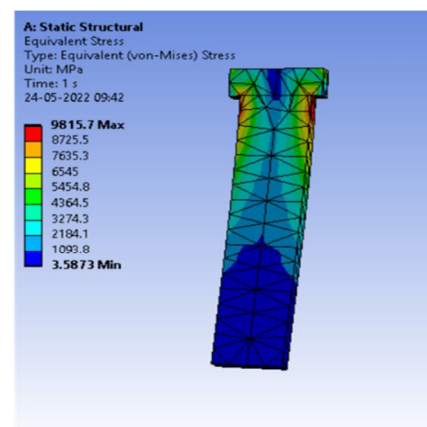 A: Static Structural
Equivalent Stress
Type: Equivalent (von-Mises) Stress
Unit: MPa
Time: 1 s
24-05-2022 09:42
9815.7 Max
8725.5
7635.3
6545
5454.8
4364.5
3274.3
2184.1
1093.8
3.5873 Min